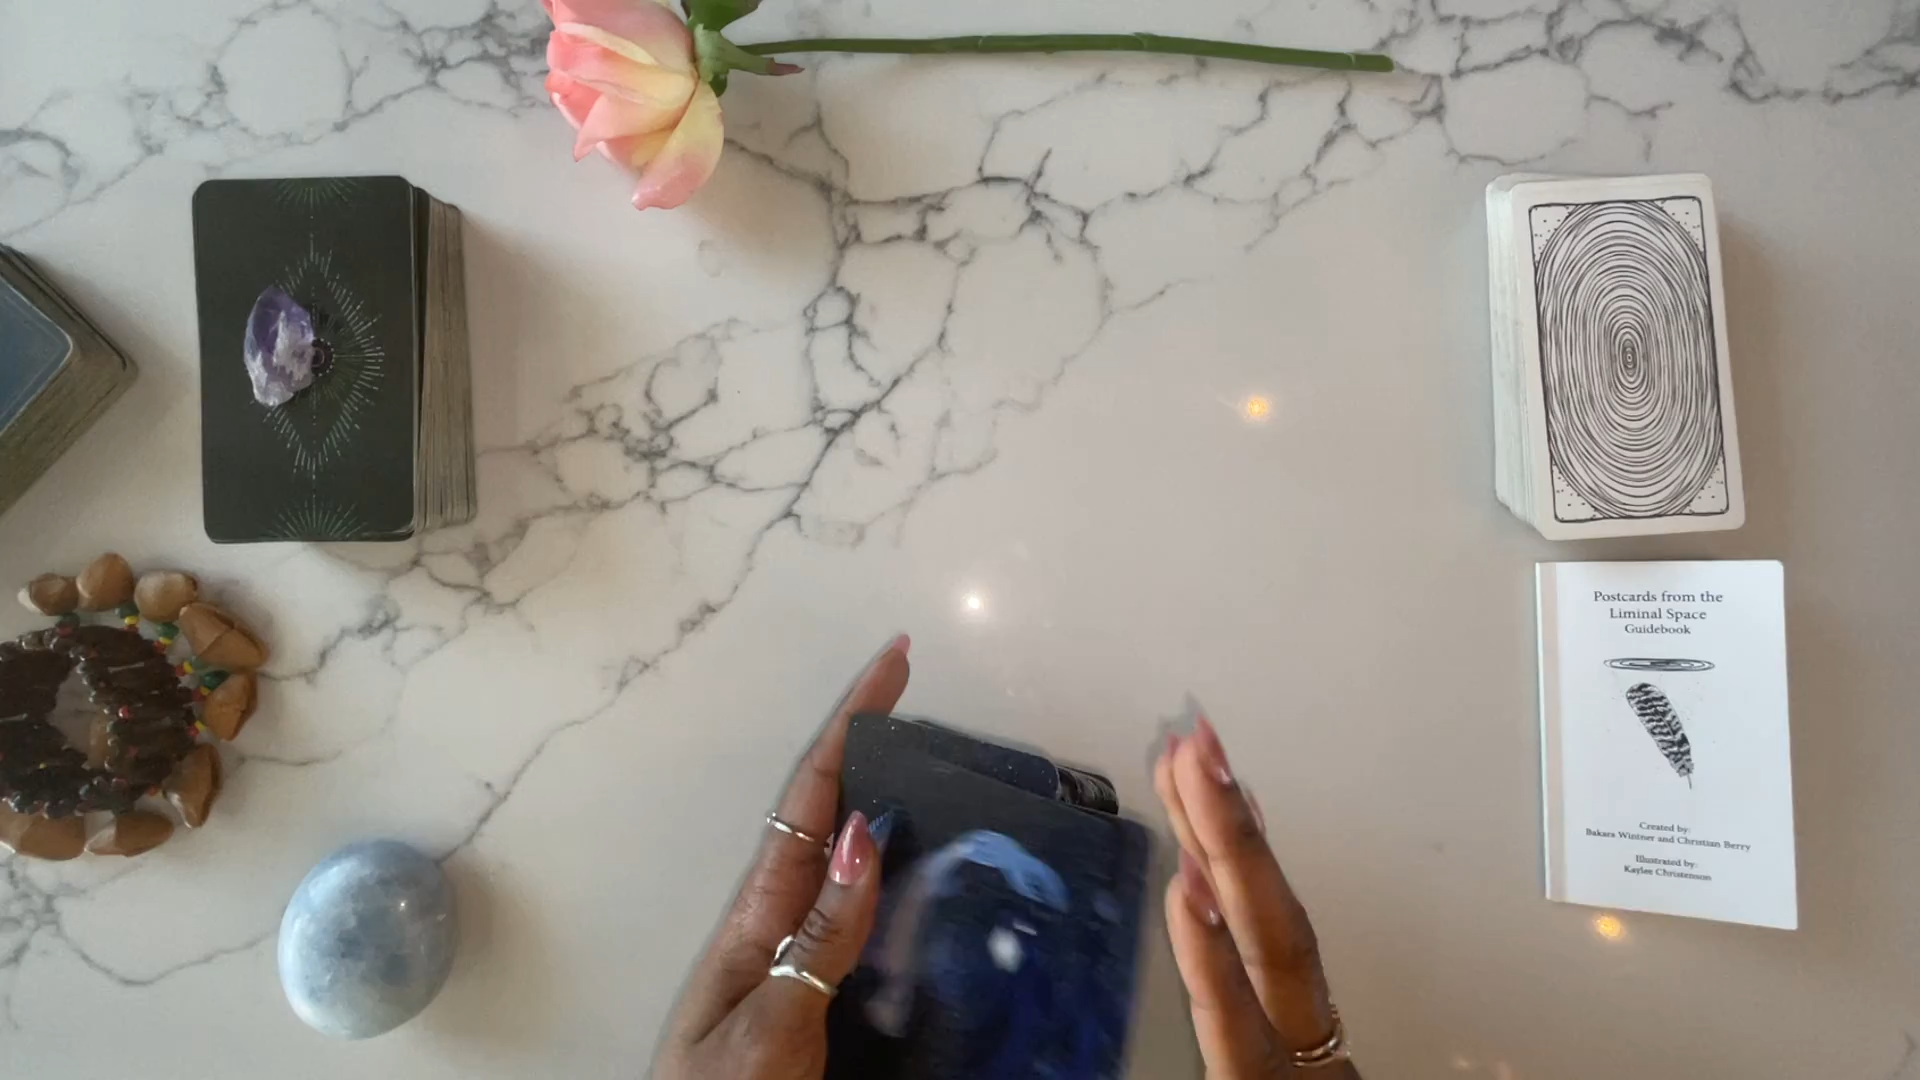 Postcards from the
Liminal Space
Guidebook
Created by:
Bakara Wintner and Christian Berry
Illustrated by:
Kaylee Christenson